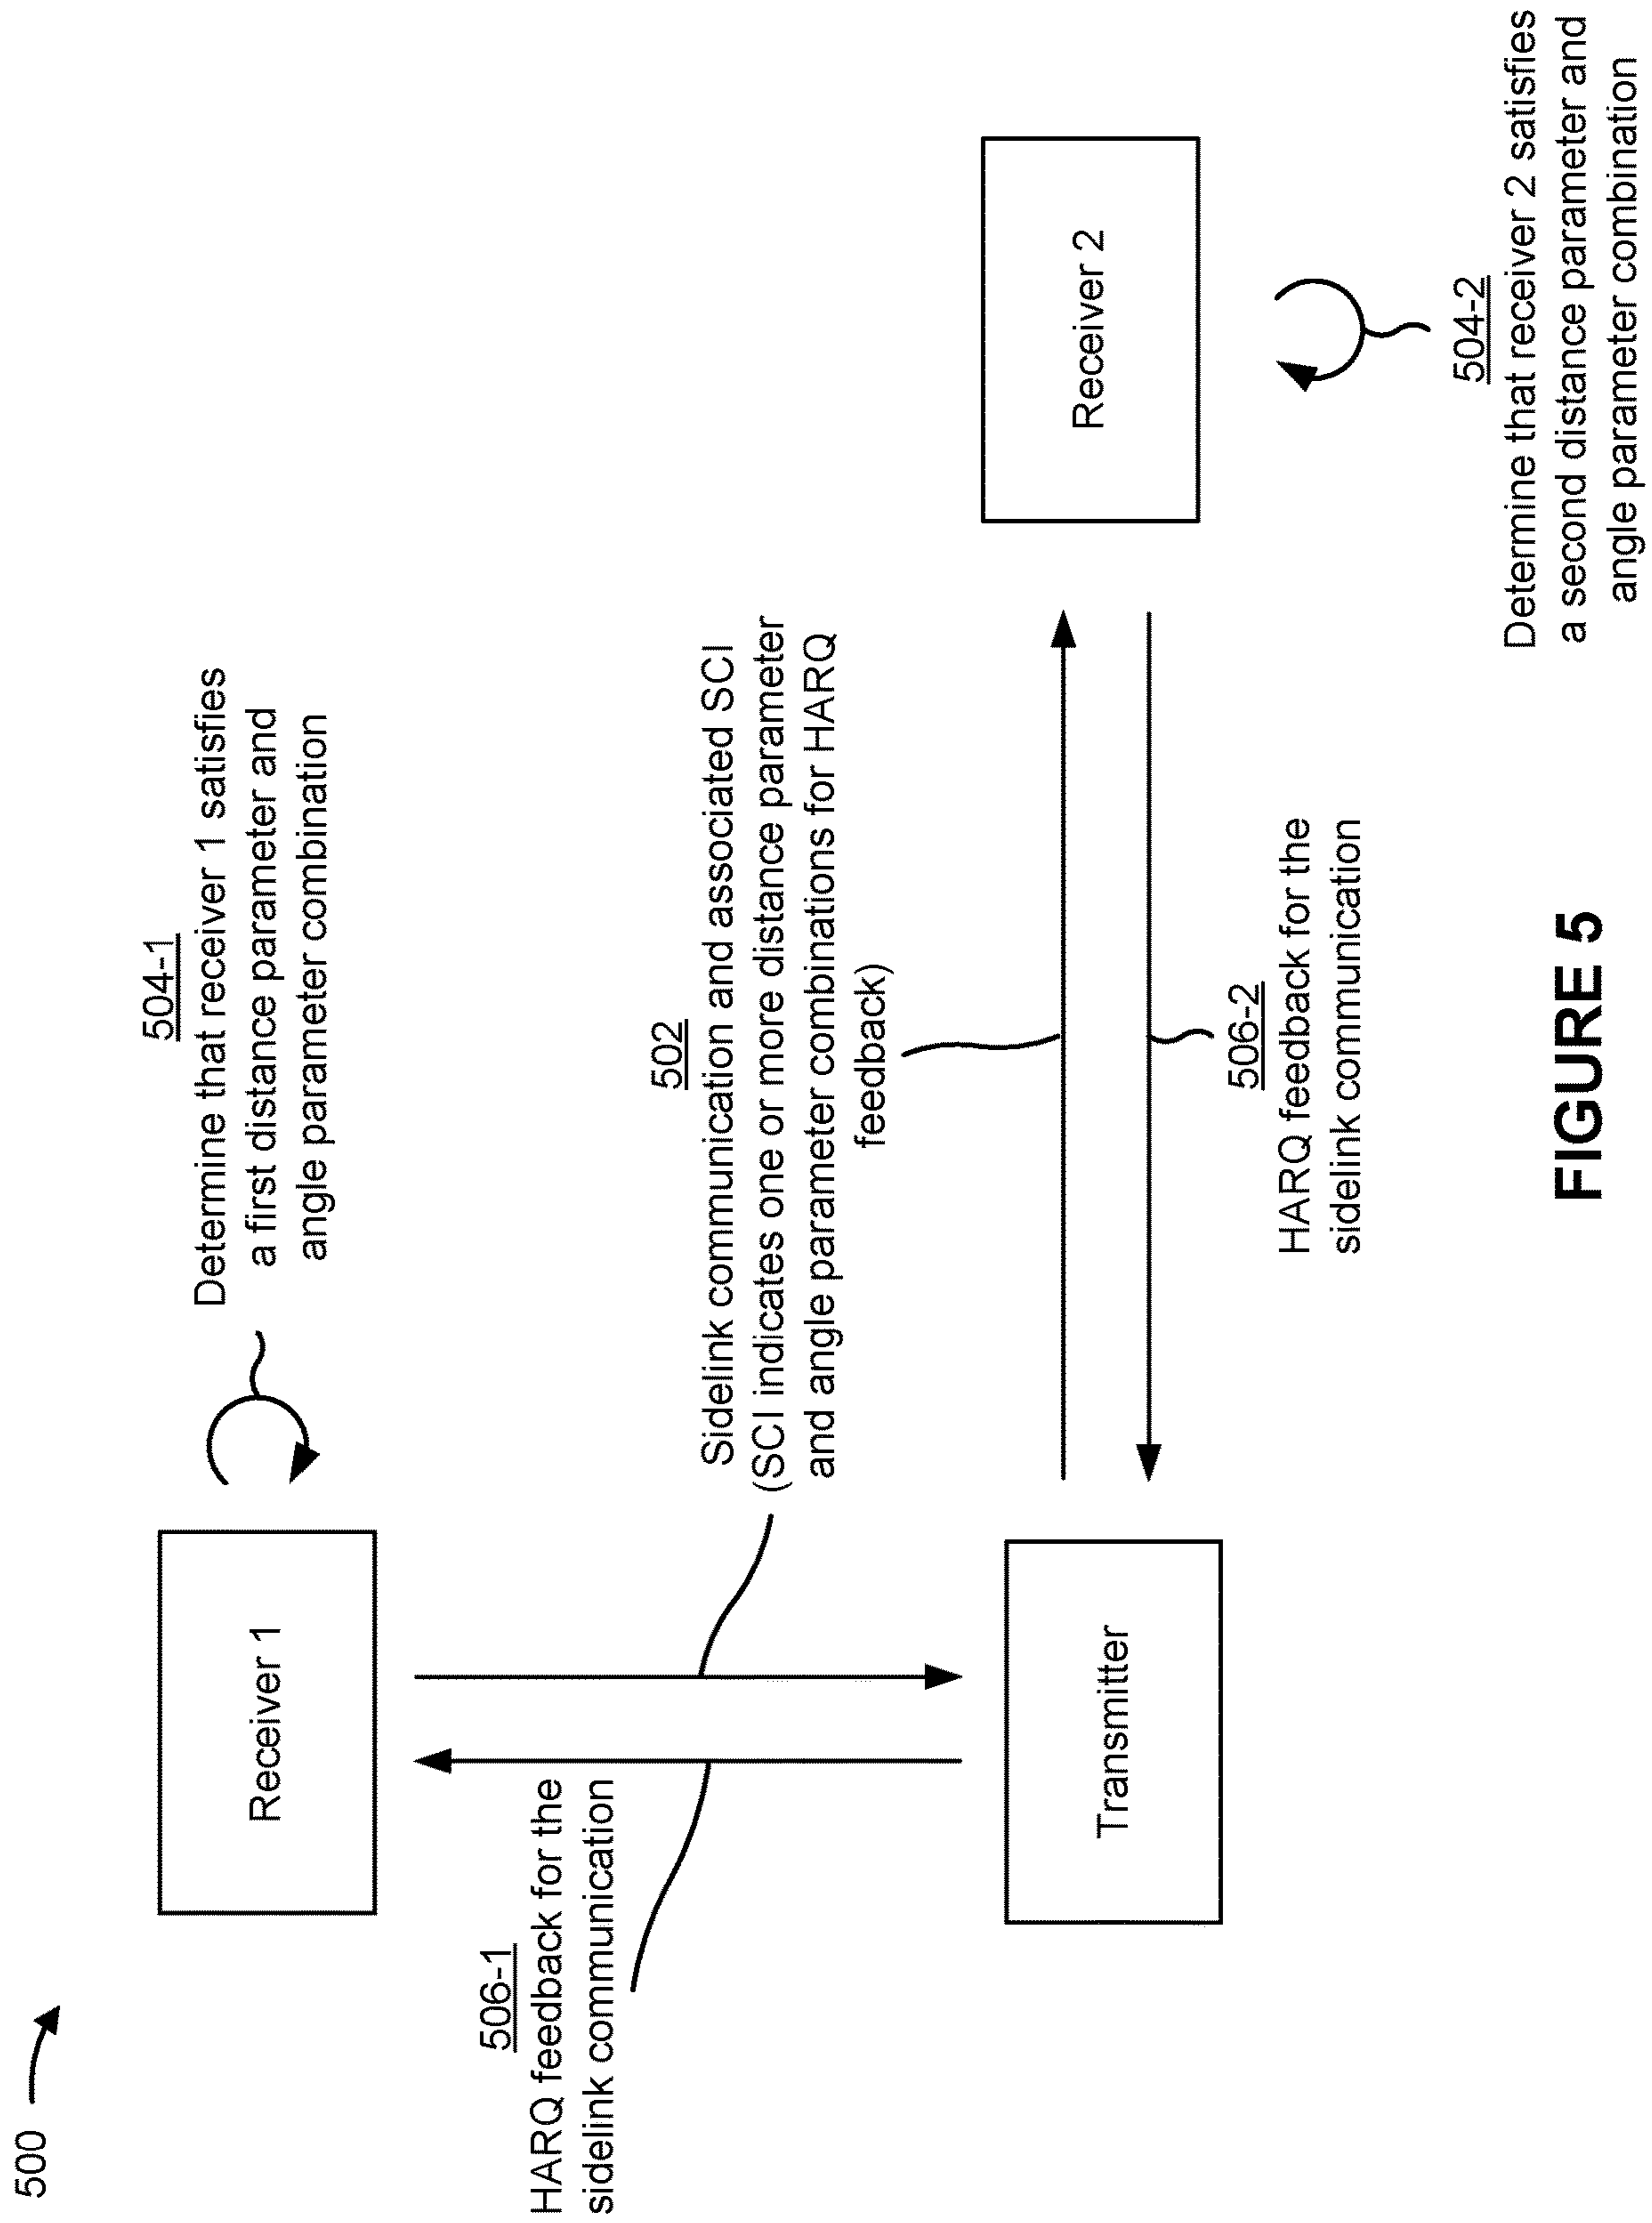 500
504-1
Determine that receiver 1 satisfies
a first distance parameter and
angle parameter combination
Receiver 1
506-1
HARQ feedback for the
sidelink communication
502
Sidelink communication and associated SCI
(SCI indicates one or more distance parameter
and angle parameter combinations for HARQ
feedback)
Transmitter
Receiver 2
506-2
HARQ feedback for the
sidelink communication
504-2
Determine that receiver 2 satisfies
a second distance parameter and
angle parameter combination
FIGURE 5